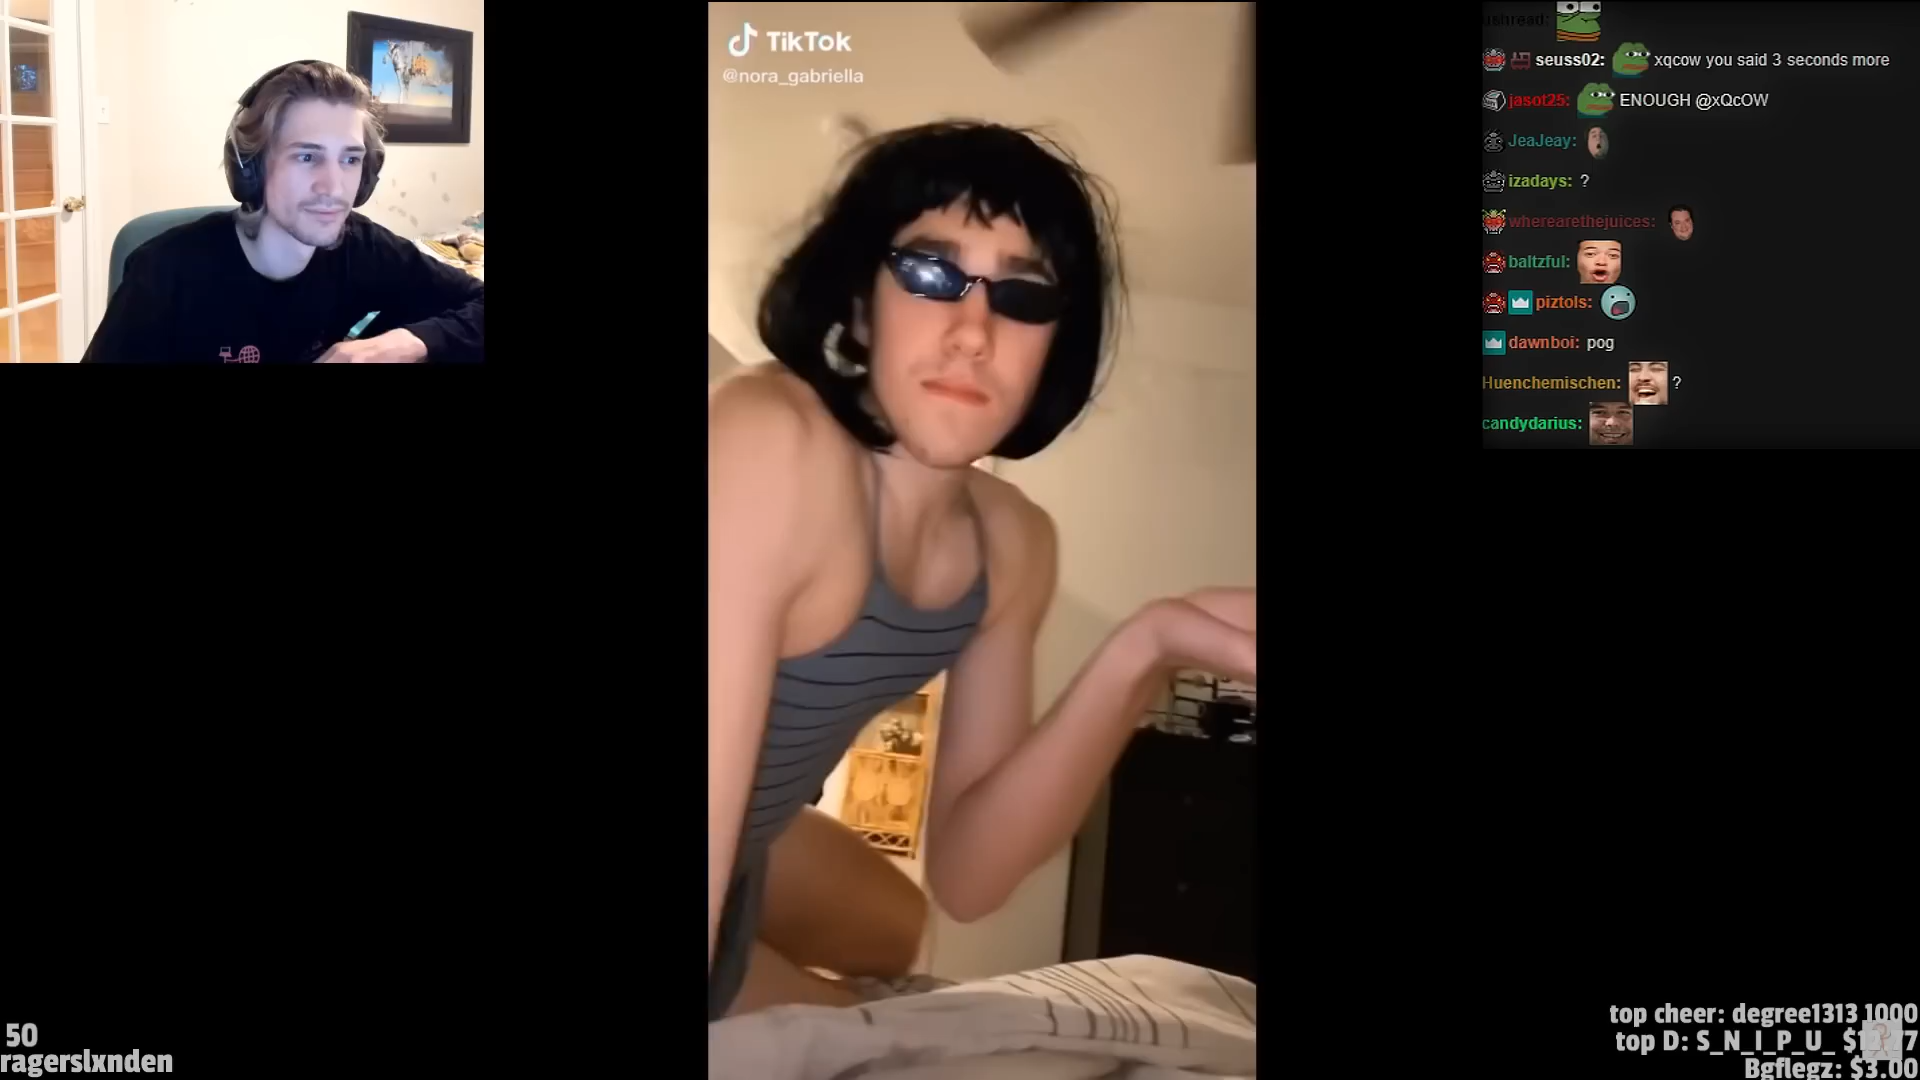 TikTok
@nora_gabriella
seuss02: xqcow you said 3 seconds more
jasot25: ENOUGH @xQcOW
JeaJeay:
izadays: ?
wherearethejuices:
baltzful:
piztols:
dawnboi: pog
Huenchemischen: ?
candydarius:
50
ragerslxnden
top cheer: degree1313 1000
top D: S_N_I_P_U_
Bgflegz: $3.00